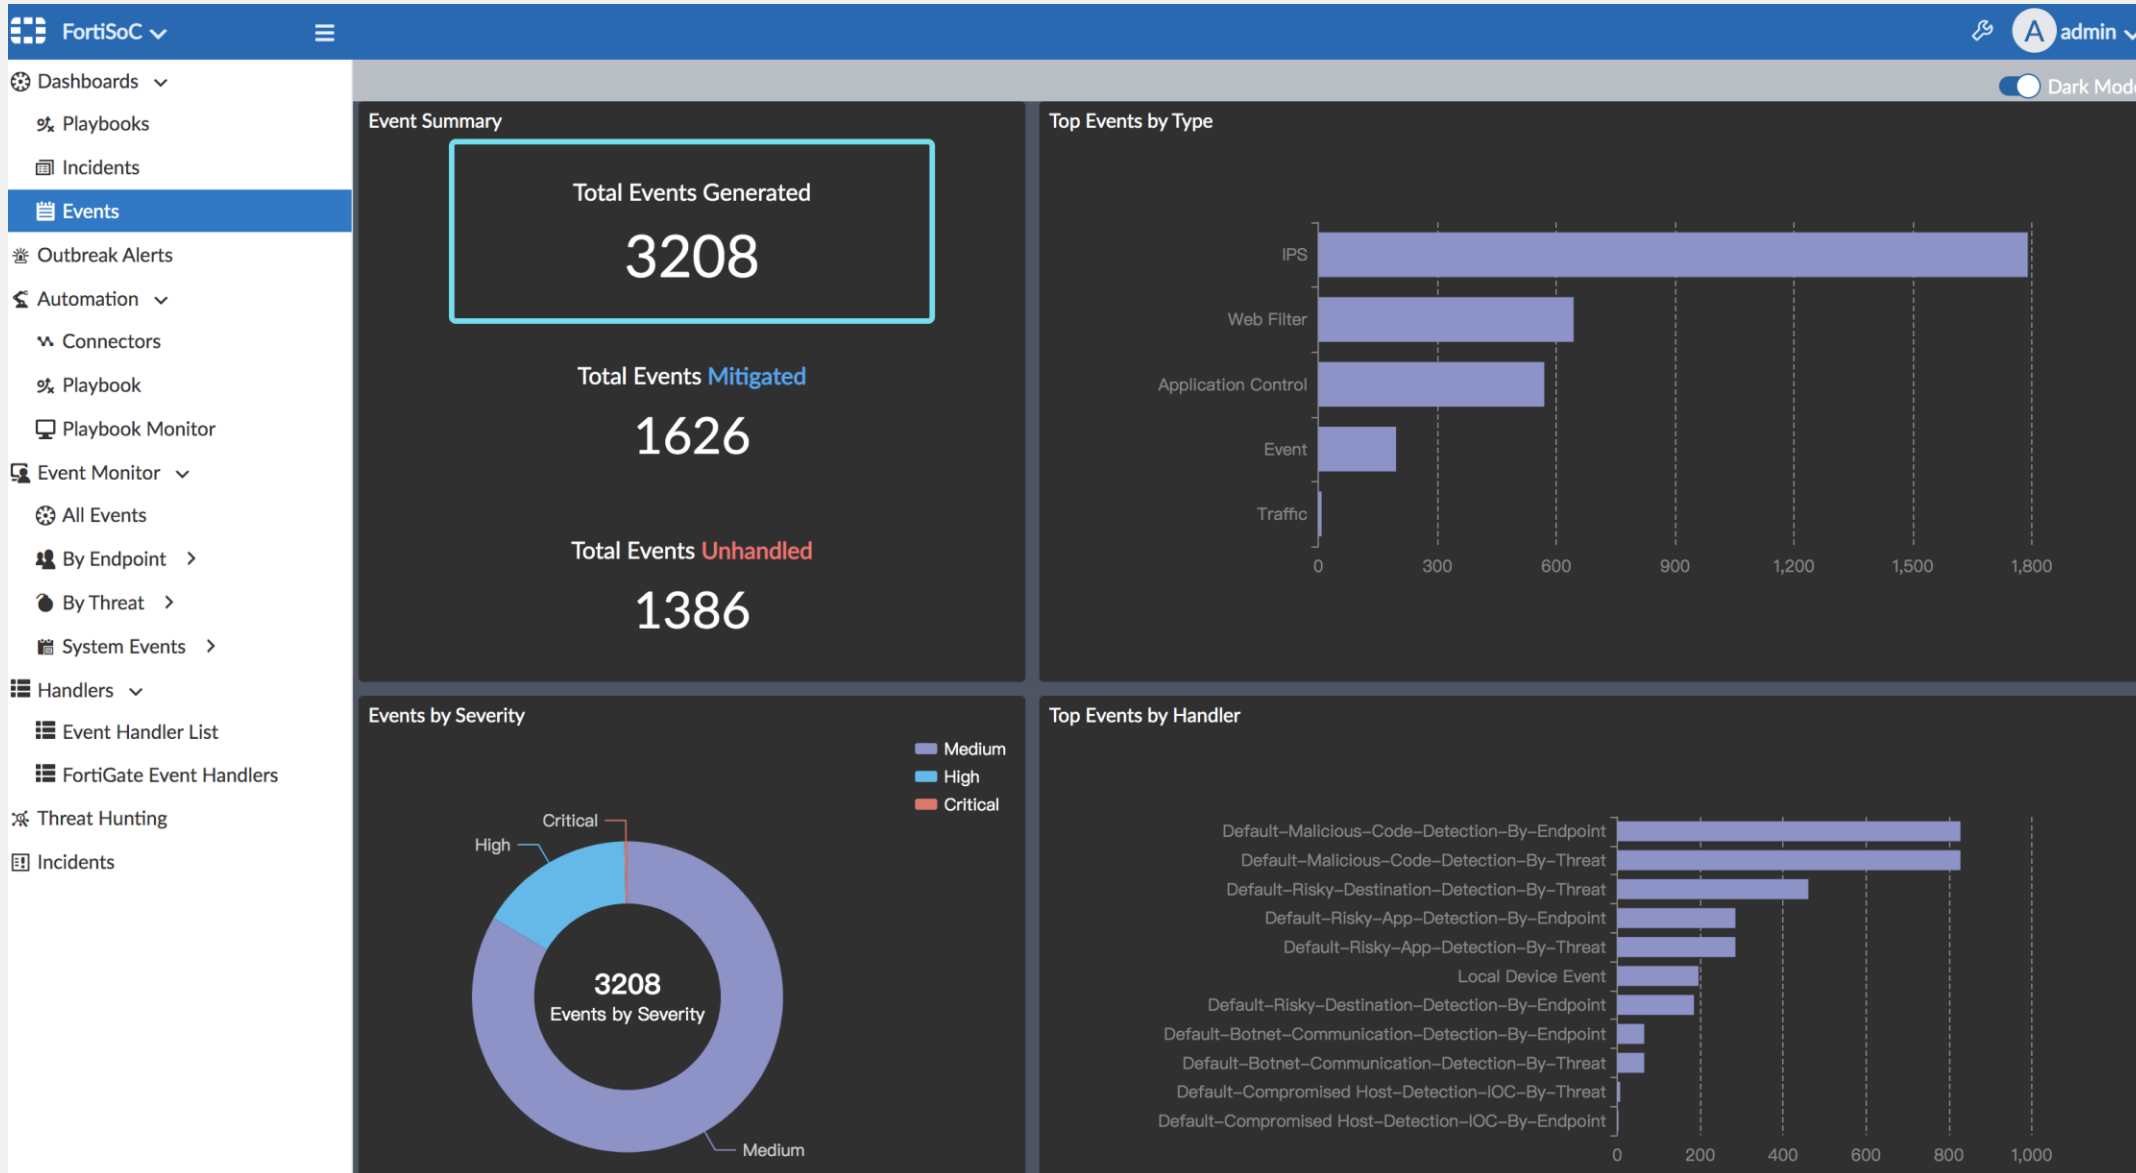 FortiSoC
admin
Dark Mode
Dashboards
Playbooks
Incidents
Events
Outbreak Alerts
Automation
Connectors
Playbook
Playbook Monitor
Event Monitor
All Events
By Endpoint
By Threat
System Events
Handlers
Event Handler List
FortiGate Event Handlers
Threat Hunting
Incidents
Event Summary
Total Events Generated
3208
Total Events Mitigated
1626
Total Events Unhandled
1386
Top Events by Type
IPS
Web Filter
Application Control
Event
Traffic
0 300 600 900 1,200 1,500 1,800
Events by Severity
Medium
High
Critical
Critical
High
3208
Events by Severity
Medium
Top Events by Handler
Default-Malicious-Code-Detection-By-Endpoint
Default-Malicious-Code-Detection-By-Threat
Default-Risky-Destination-Detection-By-Threat
Default-Risky-App-Detection-By-Endpoint
Default-Risky-App-Detection-By-Threat
Local Device Event
Default-Risky-Destination-Detection-By-Endpoint
Default-Botnet-Communication-Detection-By-Endpoint
Default-Botnet-Communication-Detection-By-Threat
Default-Compromised Host-Detection-IOC-By-Threat
Default-Compromised Host-Detection-IOC-By-Endpoint
0 200 400 600 800 1,000